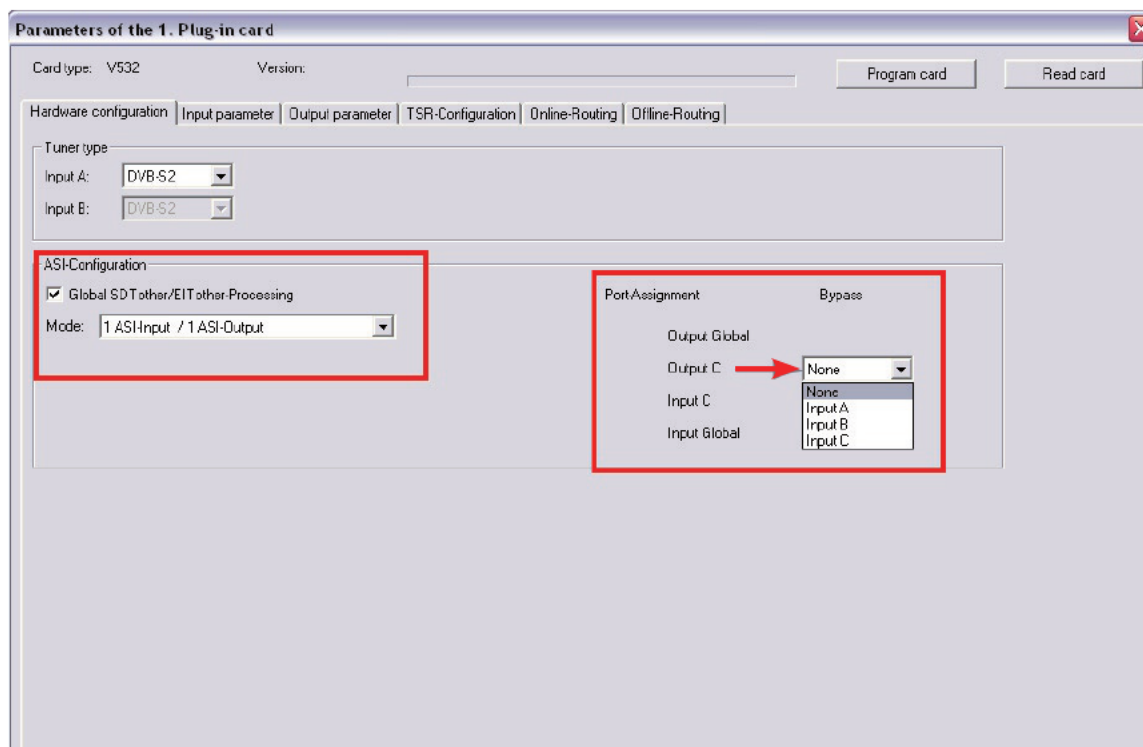 Parameters of the 1. Plug-in card
Card type: V532 Version: Program card Read card
Hardware configuration Input parameter Output parameter TSR-Configuration Online-Routing Offline-Routing
Tuner type
Input A: DVB-S2
Input B: DVB-S2
ASI-Configuration
Global SDTother/EITother-Processing
Mode: 1 ASI-Input / 1 ASI-Output
Port-Assignment Bypass
Output Global
Output C None
None
Input A
Input B
Input C
Input C
Input Global